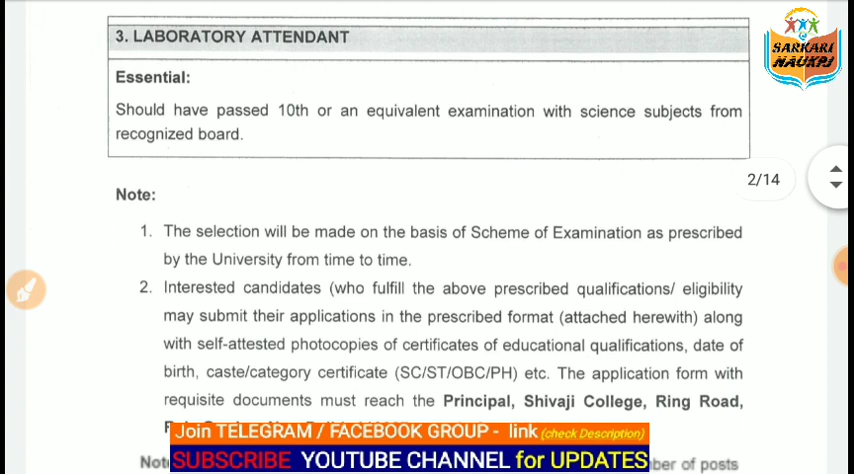 3. LABORATORY ATTENDANT
SARKARI
NAUKRI
Essential:
Should have passed 10th or an equivalent examination with science subjects from
recognized board.
2/14
Note:
1. The selection will be made on the basis of Scheme of Examination as prescribed
by the University from time to time.
2. Interested candidates (who fulfill the above prescribed qualifications/ eligibility
may submit their applications in the prescribed format (attached herewith) along
with self-attested photocopies of certificates of educational qualifications, date of
birth, caste/category certificate (SC/ST/OBC/PH) etc. The application form with
requisite documents must reach the Principal, Shivaji College, Ring Road,
Join TELEGRAM / FACEBOOK GROUP - link (check Description)
SUBSCRIBE YOUTUBE CHANNEL for UPDATES
of posts